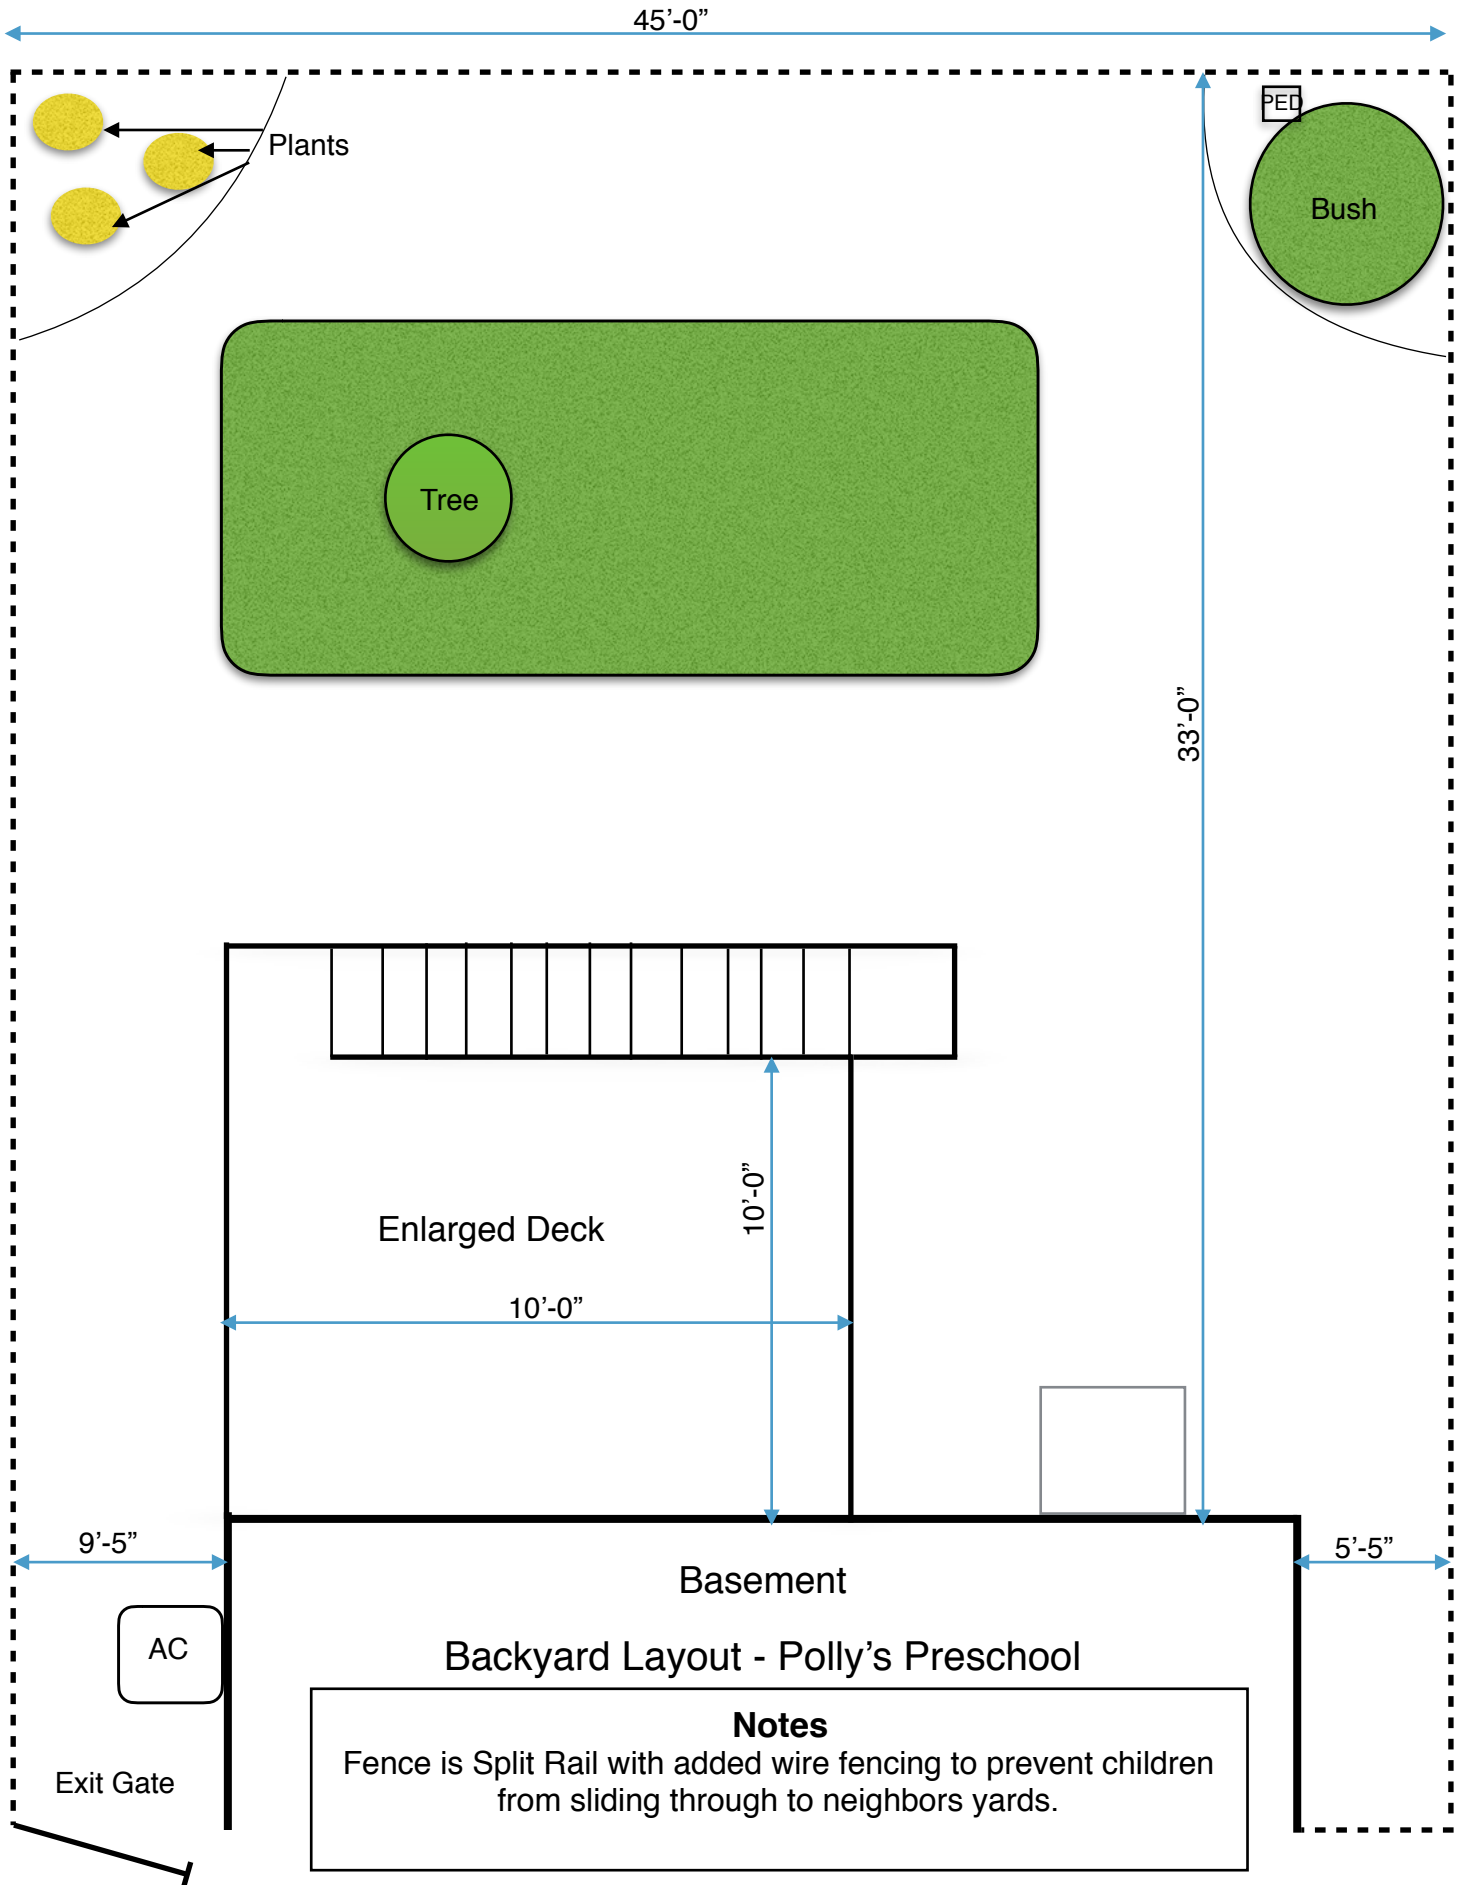 45’-0”
PED
Plants
Bush
Tree
33’-0”
10’-0”
Enlarged Deck
10’-0”
9’-5”
5’-5”
Basement
AC
Backyard Layout - Polly’s Preschool
Notes
Fence is Split Rail with added wire fencing to prevent children
from sliding through to neighbors yards.
Exit Gate